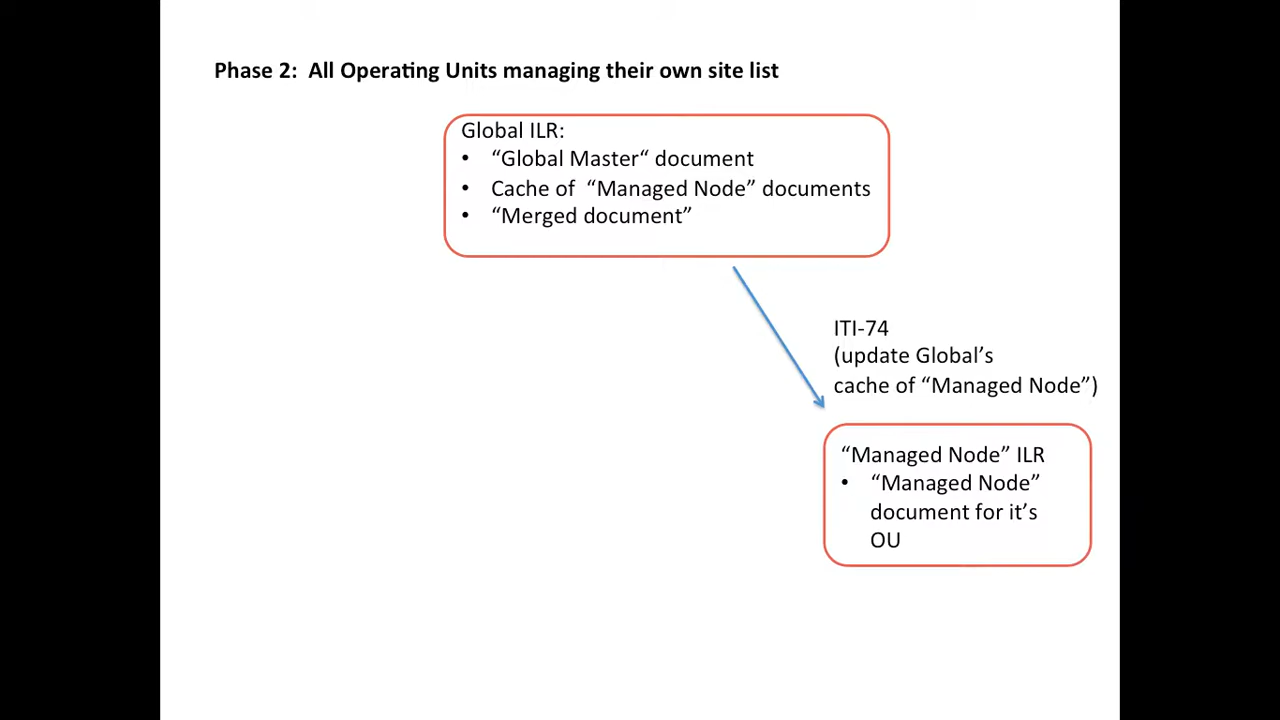 Phase 2:  All Operating Units managing their own site list
Global ILR:
• “Global Master“ document
• Cache of  “Managed Node” documents
• “Merged document”
ITI-74
(update Global’s
cache of “Managed Node”)
“Managed Node” ILR
• “Managed Node”
document for it’s
OU